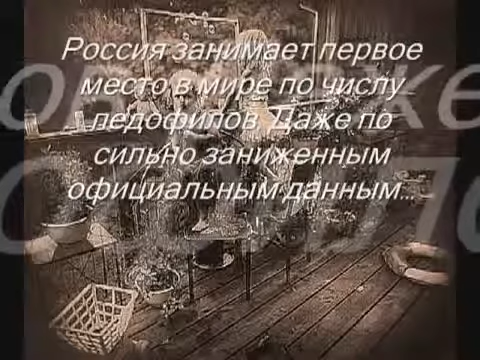 Россия занимает первое
место в мире по числу
педофилов. Даже по
сильно заниженным
официальным данным...